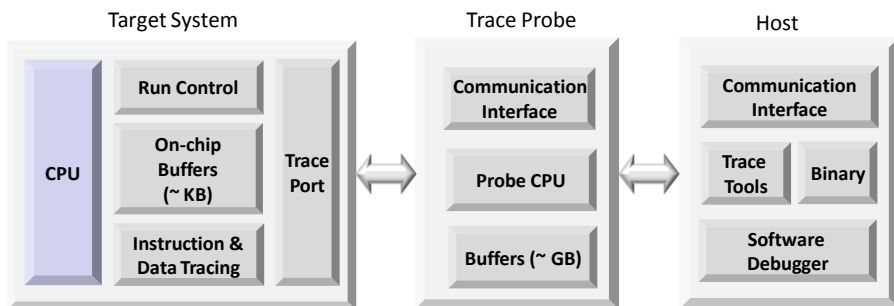 Target System
CPU
Run Control
On-chip
Buffers
(~ KB)
Instruction &
Data Tracing
Trace
Port
Trace Probe
Communication
Interface
Probe CPU
Buffers (~ GB)
Host
Communication
Interface
Trace
Tools
Binary
Software
Debugger